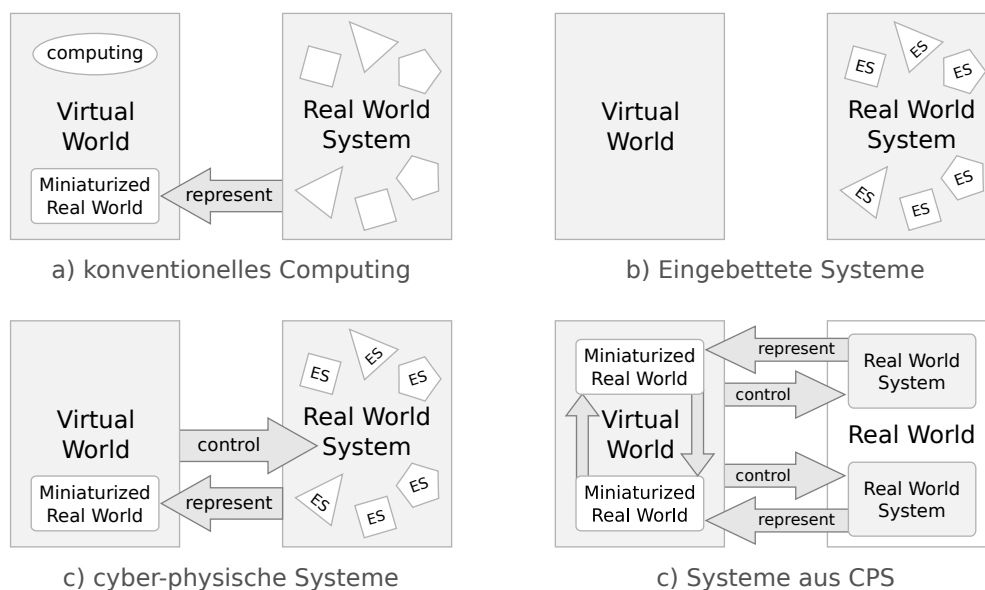 computing
Virtual
World
Miniaturized
Real World
represent
Real World
System
a) konventionelles Computing
Virtual
World
ES
ES
ES
Real World
System
ES
ES
ES
b) Eingebettete Systeme
Virtual
World
Miniaturized
Real World
control
represent
ES
ES
ES
Real World
System
ES
ES
ES
c) cyber-physische Systeme
Miniaturized
Real World
Virtual
World
Miniaturized
Real World
represent
control
control
represent
Real World
System
Real World
Real World
System
c) Systeme aus CPS